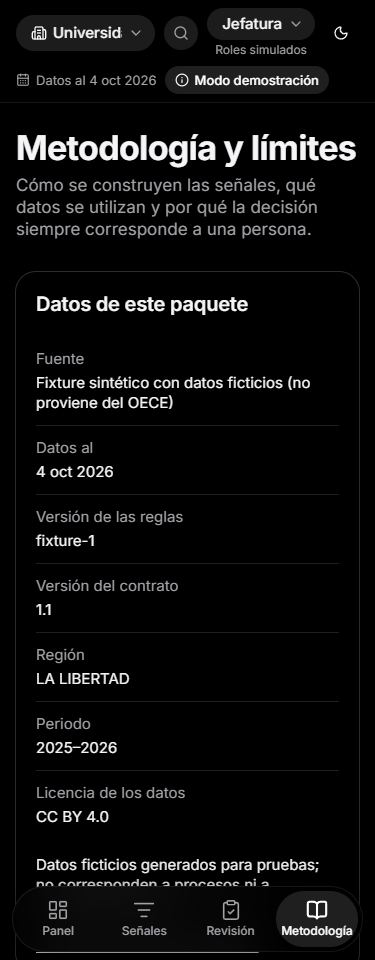 Universid
Jefatura
Roles simulados
Datos al 4 oct 2026
Modo demostración
Metodología y límites
Cómo se construyen las señales, qué
datos se utilizan y por qué la decisión
siempre corresponde a una persona.
Datos de este paquete
Fuente
Fixture sintético con datos ficticios (no
proviene del OECE)
Datos al
4 oct 2026
Versión de las reglas
fixture-1
Versión del contrato
1.1
Región
LA LIBERTAD
Periodo
2025–2026
Licencia de los datos
CC BY 4.0
Datos ficticios generados para pruebas;
no corresponden a procesos ni a
Panel
Señales
Revisión
Metodología